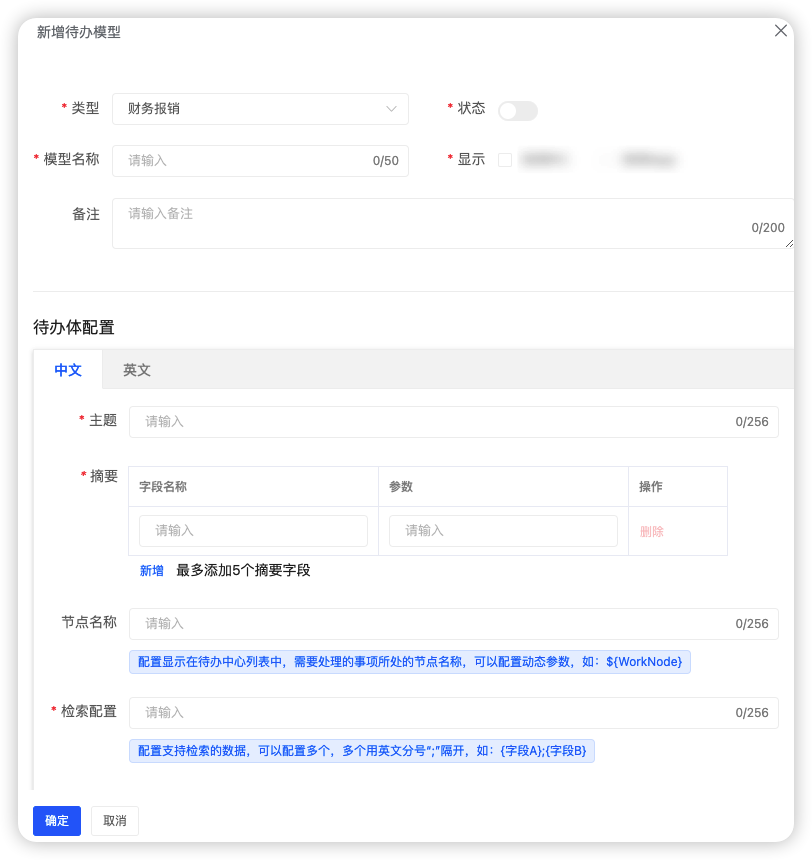 新增待办模型
* 类型 财务报销 * 状态
* 模型名称 请输入 0/50 * 显示
备注 请输入备注 0/200
待办体配置
中文 英文
* 主题 请输入 0/256
* 摘要 字段名称 参数 操作
请输入 请输入 删除
新增 最多添加5个摘要字段
节点名称 请输入 0/256
配置显示在待办中心列表中，需要处理的事项所处的节点名称，可以配置动态参数，如：${WorkNode}
* 检索配置 请输入 0/256
配置支持检索的数据，可以配置多个，多个用英文分号“;”隔开，如：{字段A};{字段B}
确定 取消